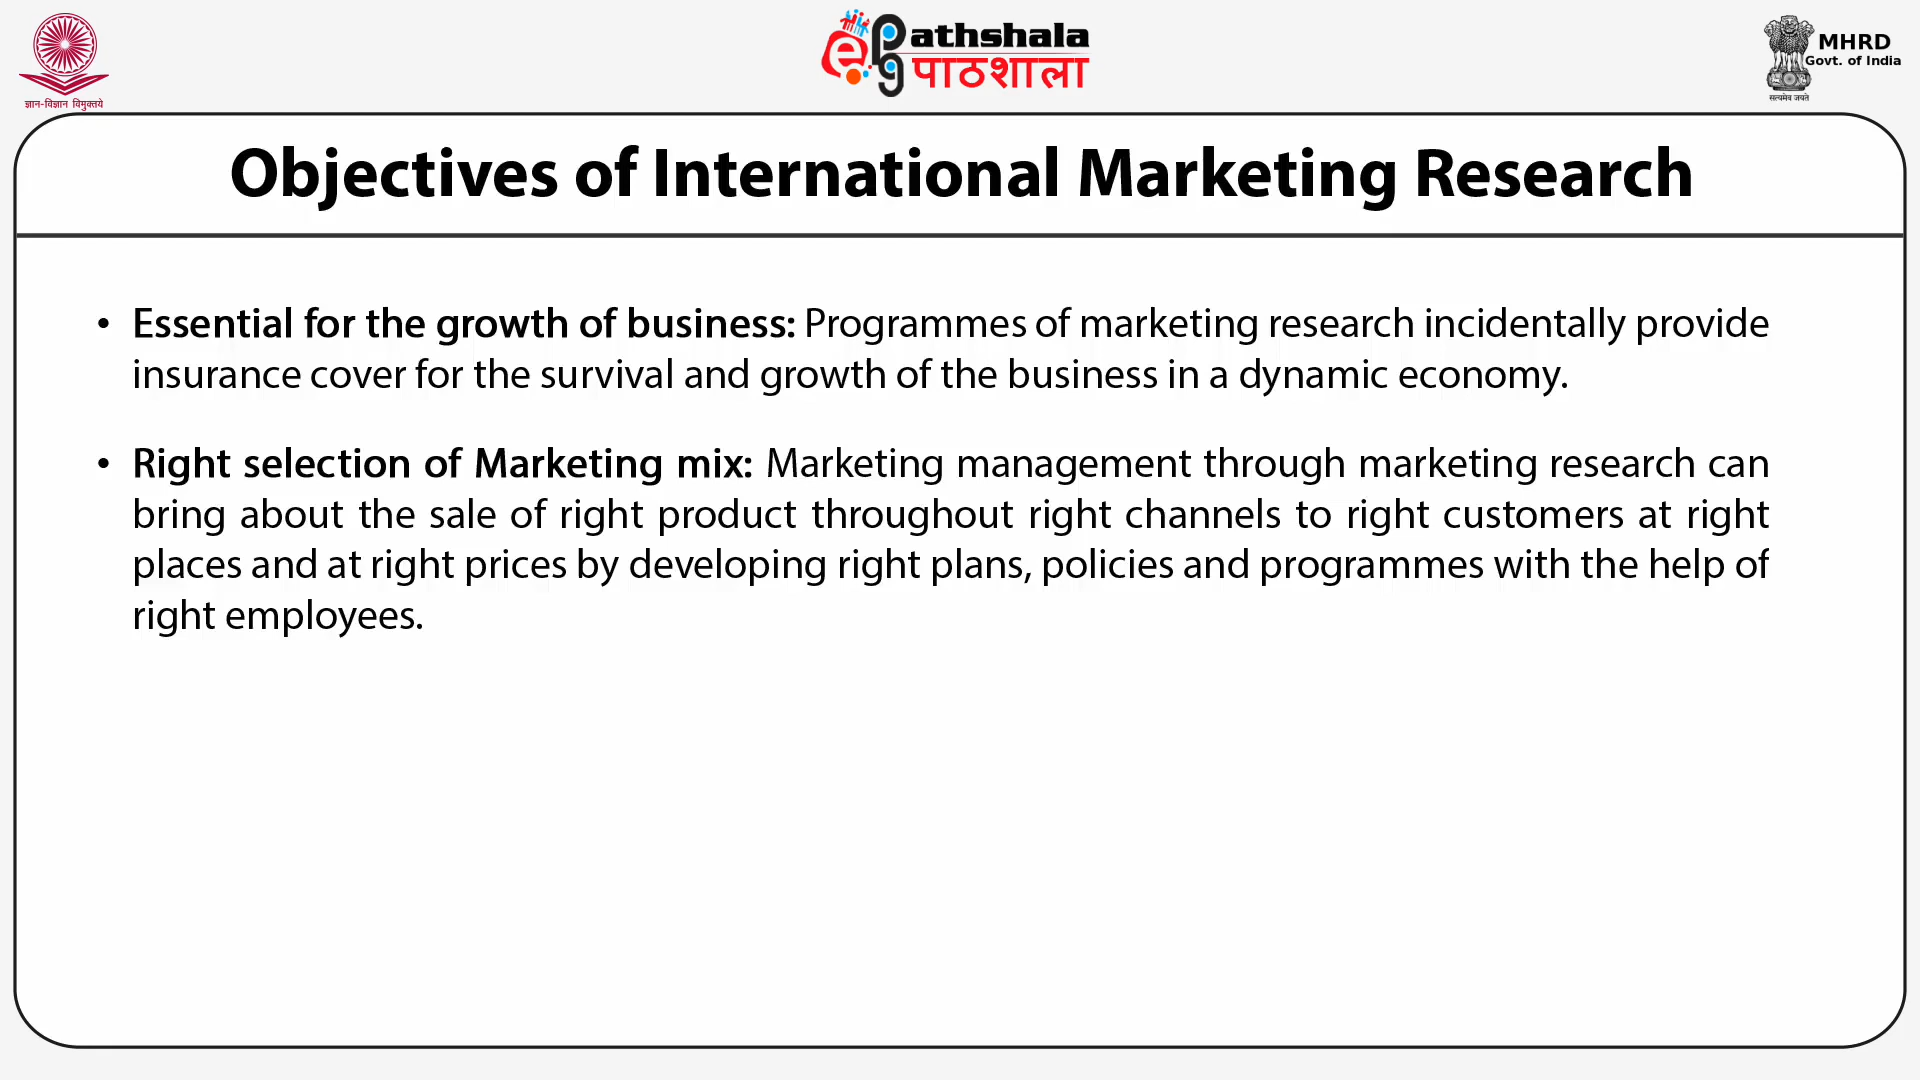 ज्ञान-विज्ञान विमुक्तये
e Pg athshala
पाठशाला
MHRD
Govt. of India
सत्यमेव जयते
Objectives of International Marketing Research
• Essential for the growth of business: Programmes of marketing research incidentally provide
insurance cover for the survival and growth of the business in a dynamic economy.
• Right selection of Marketing mix: Marketing management through marketing research can
bring about the sale of right product throughout right channels to right customers at right
places and at right prices by developing right plans, policies and programmes with the help of
right employees.